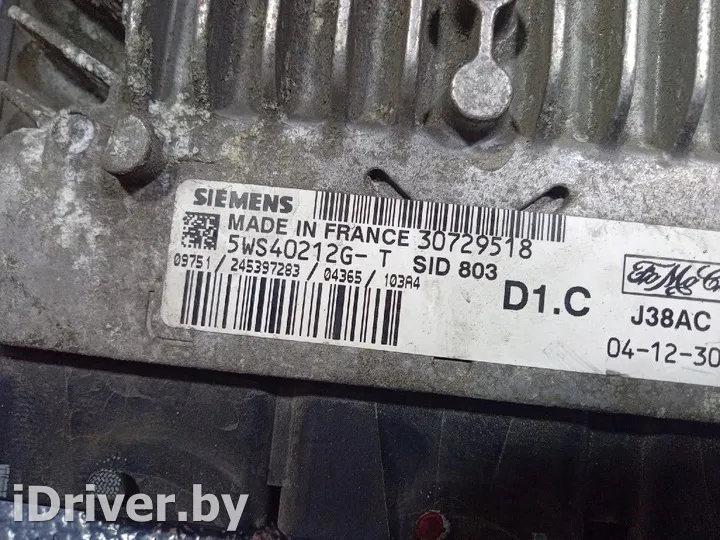 SIEMENS
MADE IN FRANCE 30729518
5WS40212G- T SID 803
09751 / 245397283 / 04365 / 103A4
D1.C
FoMoCo
J38AC
04-12-30
iDriver.by